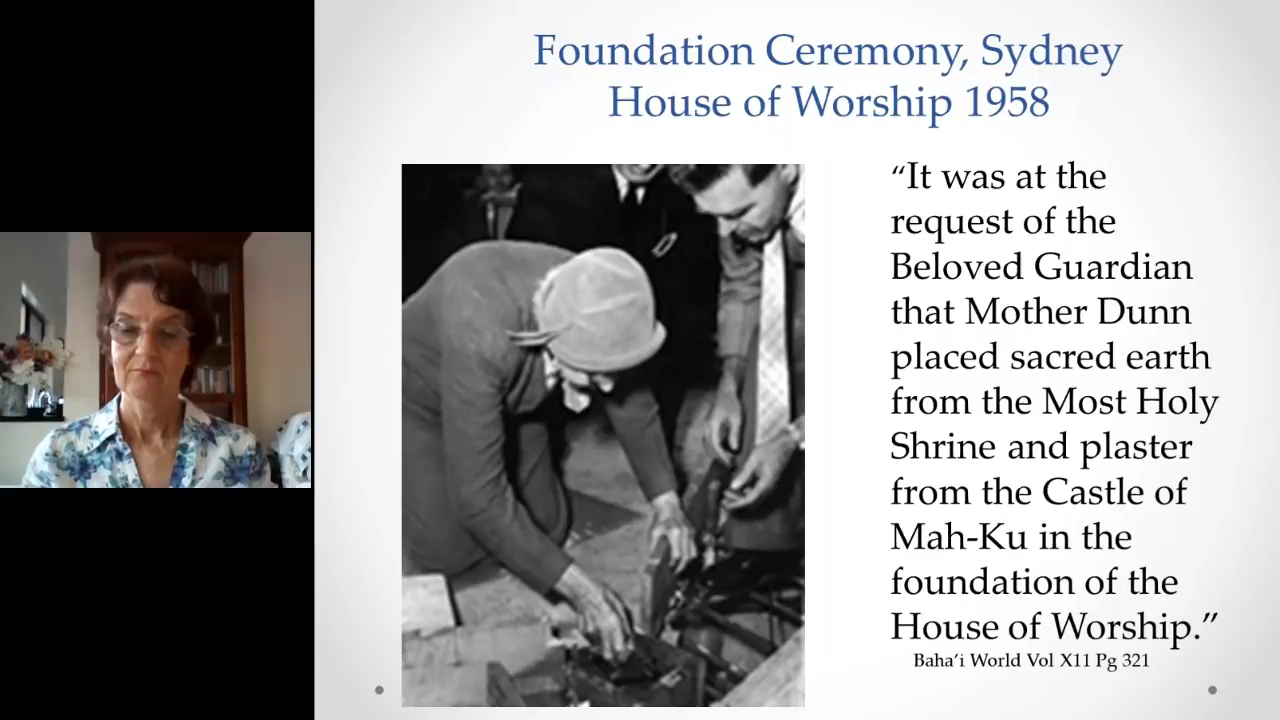 Foundation Ceremony, Sydney
House of Worship 1958
“It was at the
request of the
Beloved Guardian
that Mother Dunn
placed sacred earth
from the Most Holy
Shrine and plaster
from the Castle of
Mah-Ku in the
foundation of the
House of Worship.”
Baha’i World Vol X11 Pg 321